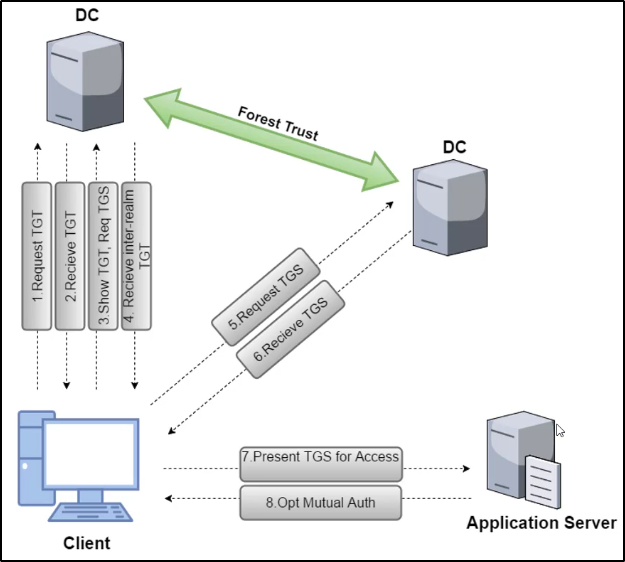 DC
Forest Trust
DC
1.Request TGT
2.Recieve TGT
3.Show TGT, Req TGS
4. Recieve inter-realm
TGT
5.Request TGS
6.Recieve TGS
7.Present TGS for Access
8.Opt Mutual Auth
Client
Application Server